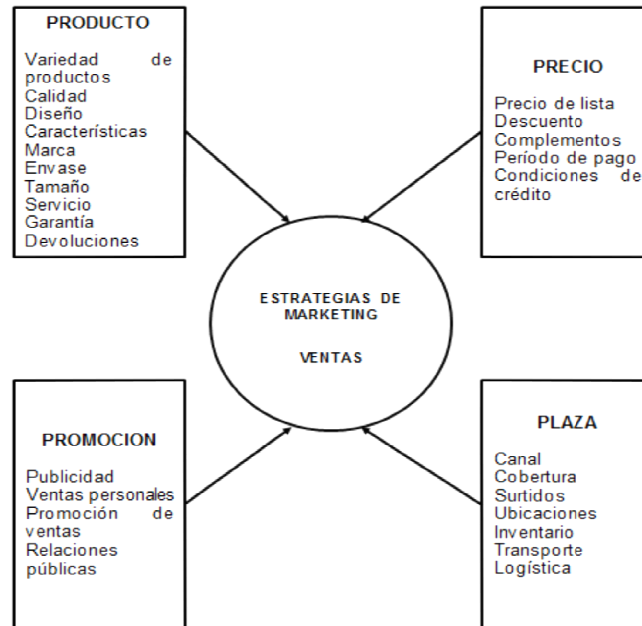 PRODUCTO
Variedad de
productos
Calidad
Diseño
Características
Marca
Envase
Tamaño
Servicio
Garantía
Devoluciones
PRECIO
Precio de lista
Descuento
Complementos
Período de pago
Condiciones de
crédito
ESTRATEGIAS DE
MARKETING
VENTAS
PROMOCION
Publicidad
Ventas personales
Promoción de
ventas
Relaciones
públicas
PLAZA
Canal
Cobertura
Surtidos
Ubicaciones
Inventario
Transporte
Logística